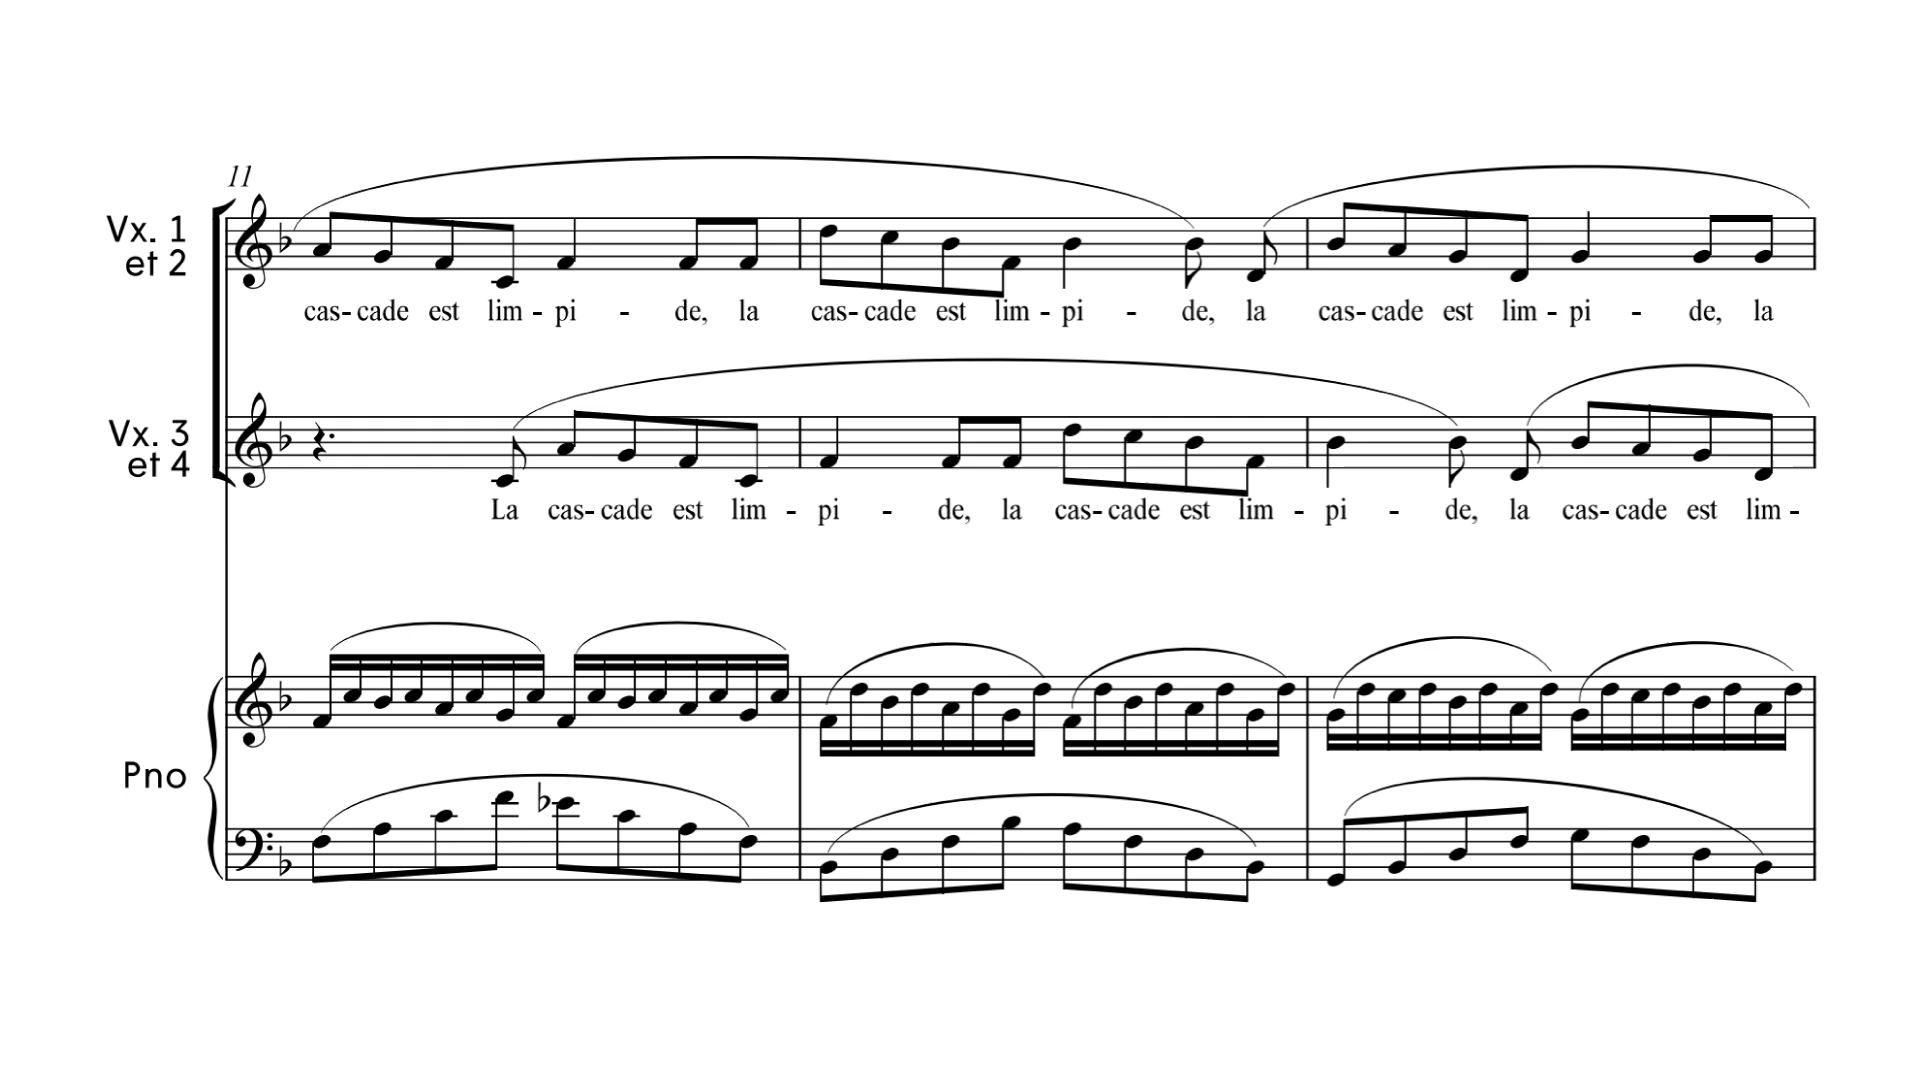 11
Vx. 1
et 2
cas- cade est lim - pi - de, la cas- cade est lim - pi - de, la cas- cade est lim - pi - de, la
Vx. 3
et 4
La cas- cade est lim - pi - de, la cas- cade est lim - pi - de, la cas- cade est lim -
Pno